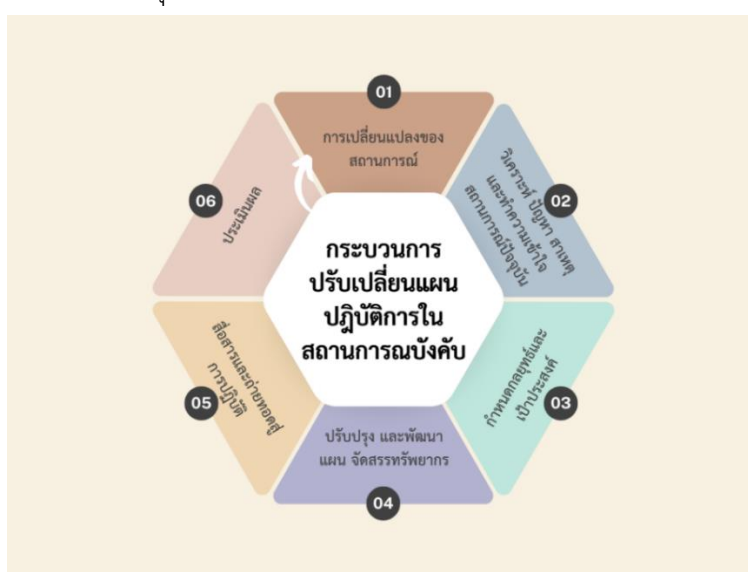 01
การเปลี่ยนแปลงของ
สถานการณ์
02
วิเคราะห์ ปัญหา สาเหตุ
และทำความเข้าใจ
สถานการณ์ปัจจุบัน
03
กำหนดกลยุทธ์และ
เป้าประสงค์
04
ปรับปรุง และพัฒนา
แผน จัดสรรทรัพยากร
05
สื่อสารและถ่ายทอดสู่
การปฏิบัติ
06
ประเมินผล
กระบวนการ
ปรับเปลี่ยนแผน
ปฎิบัติการใน
สถานการณบังคับ